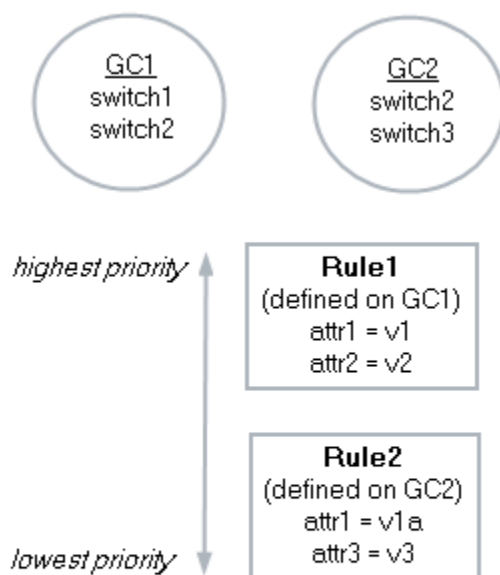 GC1
switch1
switch2
GC2
switch2
switch3
highest priority
Rule1
(defined on GC1)
attr1 = v1
attr2 = v2
Rule2
(defined on GC2)
attr1 = v1a
attr3 = v3
lowest priority